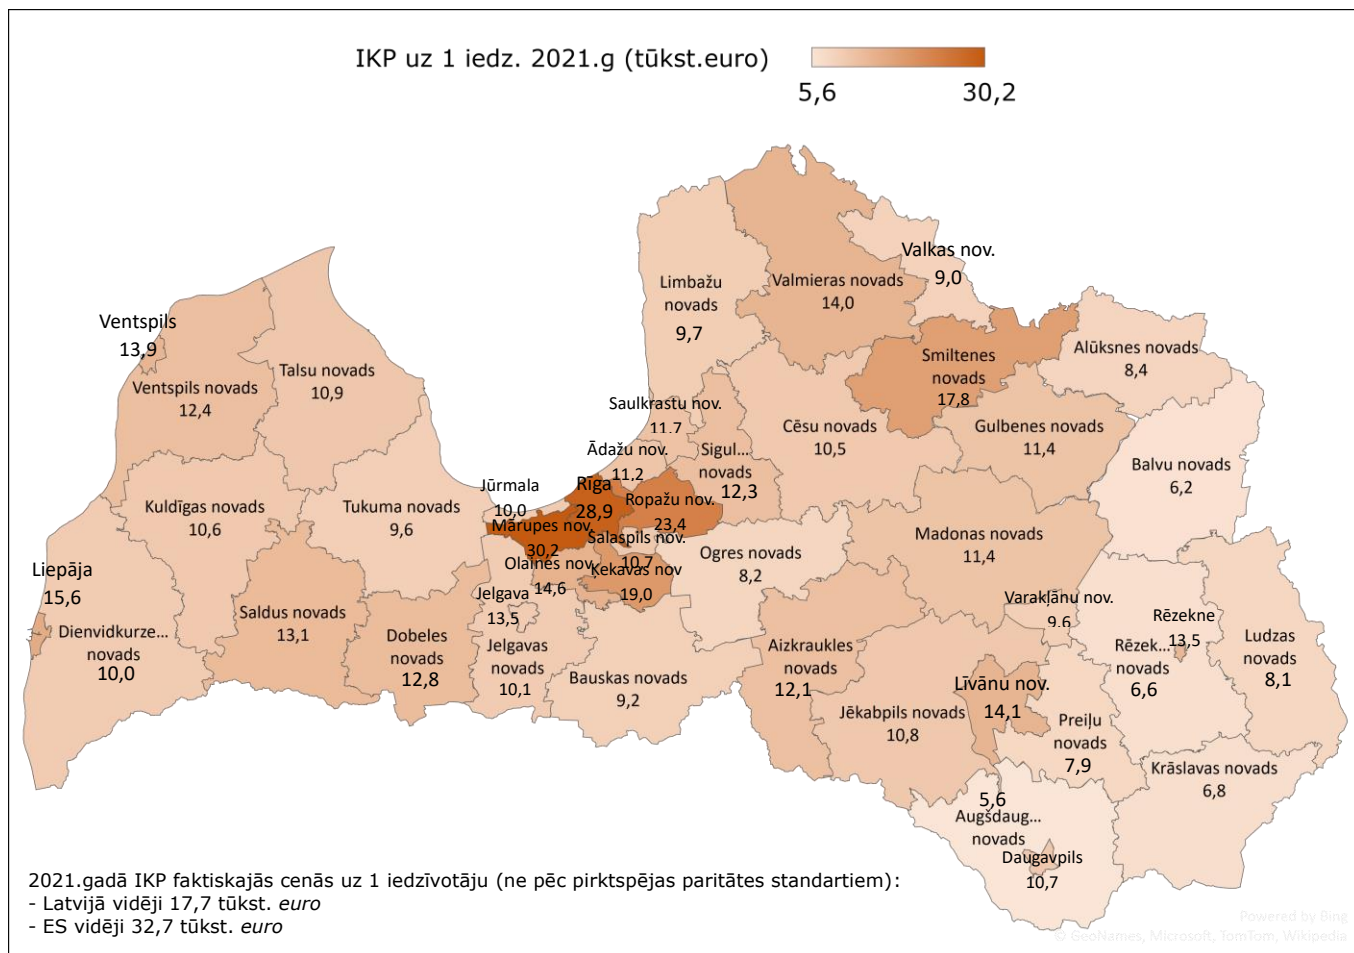 IKP uz 1 iedz. 2021.g (tūkst.euro)
5,6
30,2
Valkas nov.
9,0
Limbažu
novads
9,7
Valmieras novads
14,0
Ventspils
13,9
Smiltenes
novads
17,8
Alūksnes novads
8,4
Talsu novads
10,9
Ventspils novads
12,4
Saulkrastu nov.
11,7
Cēsu novads
10,5
Gulbenes novads
11,4
Ādažu nov.
11,2
Sigul...
novads
12,3
Balvu novads
6,2
Jūrmala
10,0
Rīga
28,9
Ropažu nov.
23,4
Kuldīgas novads
10,6
Tukuma novads
9,6
Mārupes nov.
30,2
Salaspils nov.
10,7
Madonas novads
11,4
Ogres novads
8,2
Olaines nov.
14,6
Ķekavas nov
19,0
Liepāja
15,6
Jelgava
13,5
Varakļānu nov.
9,6
Rēzekne
13,5
Saldus novads
13,1
Dienvidkurze...
novads
10,0
Dobeles
novads
12,8
Jelgavas
novads
10,1
Aizkraukles
novads
12,1
Rēzek...
novads
6,6
Ludzas
novads
8,1
Bauskas novads
9,2
Līvānu nov.
14,1
Jēkabpils novads
10,8
Preiļu
novads
7,9
Krāslavas novads
6,8
5,6
Augšdaug...
novads
Daugavpils
10,7
2021.gadā IKP faktiskajās cenās uz 1 iedzīvotāju (ne pēc pirktspējas paritātes standartiem):
- Latvijā vidēji 17,7 tūkst. euro
- ES vidēji 32,7 tūkst. euro
Powered by Bing
© GeoNames, Microsoft, TomTom, Wikipedia